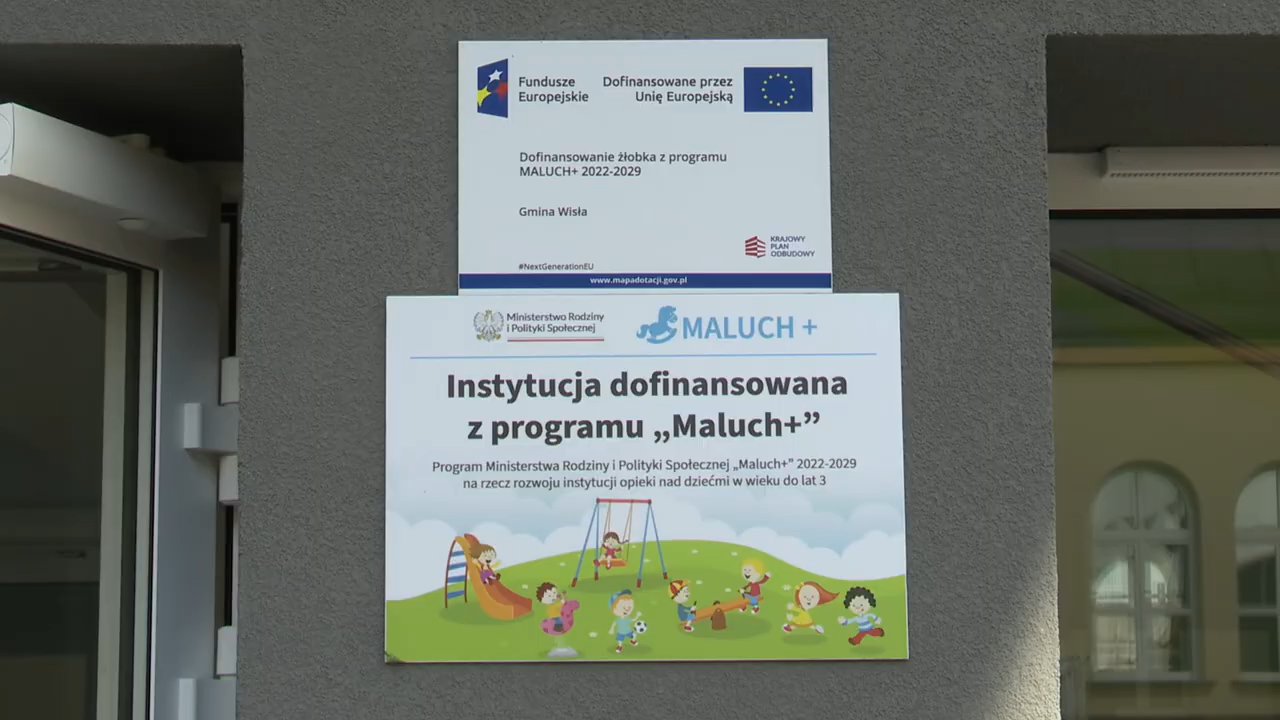 Fundusze
Europejskie
Dofinansowane przez
Unię Europejską
Dofinansowanie żłobka z programu
MALUCH+ 2022-2029
Gmina Wisła
KRAJOWY
PLAN
ODBUDOWY
#NextGenerationEU
www.mapadotacji.gov.pl
Ministerstwo Rodziny
i Polityki Społecznej
MALUCH +
Instytucja dofinansowana
z programu „Maluch+”
Program Ministerstwa Rodziny i Polityki Społecznej „Maluch+” 2022-2029
na rzecz rozwoju instytucji opieki nad dziećmi w wieku do lat 3